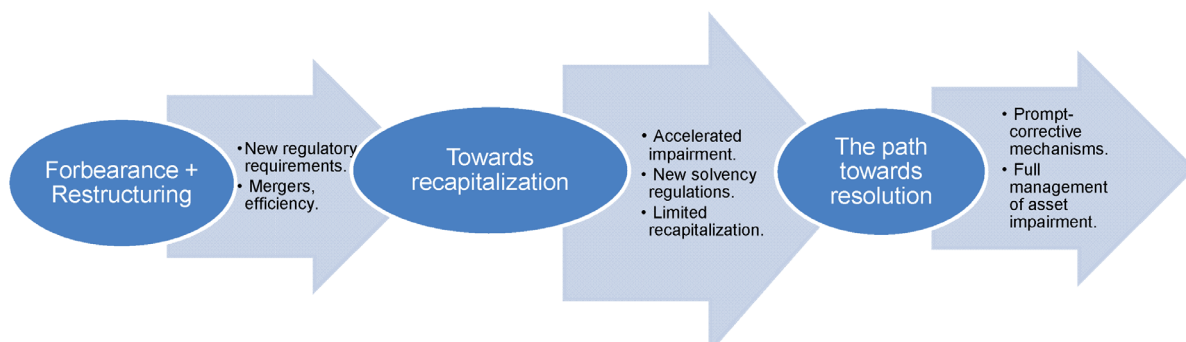 Forbearance +
Restructuring
•New regulatory
requirements.
•Mergers,
efficiency.
Towards
recapitalization
• Accelerated
impairment.
• New solvency
regulations.
• Limited
recapitalization.
The path
towards
resolution
• Prompt-
corrective
mechanisms.
• Full
management
of asset
impairment.